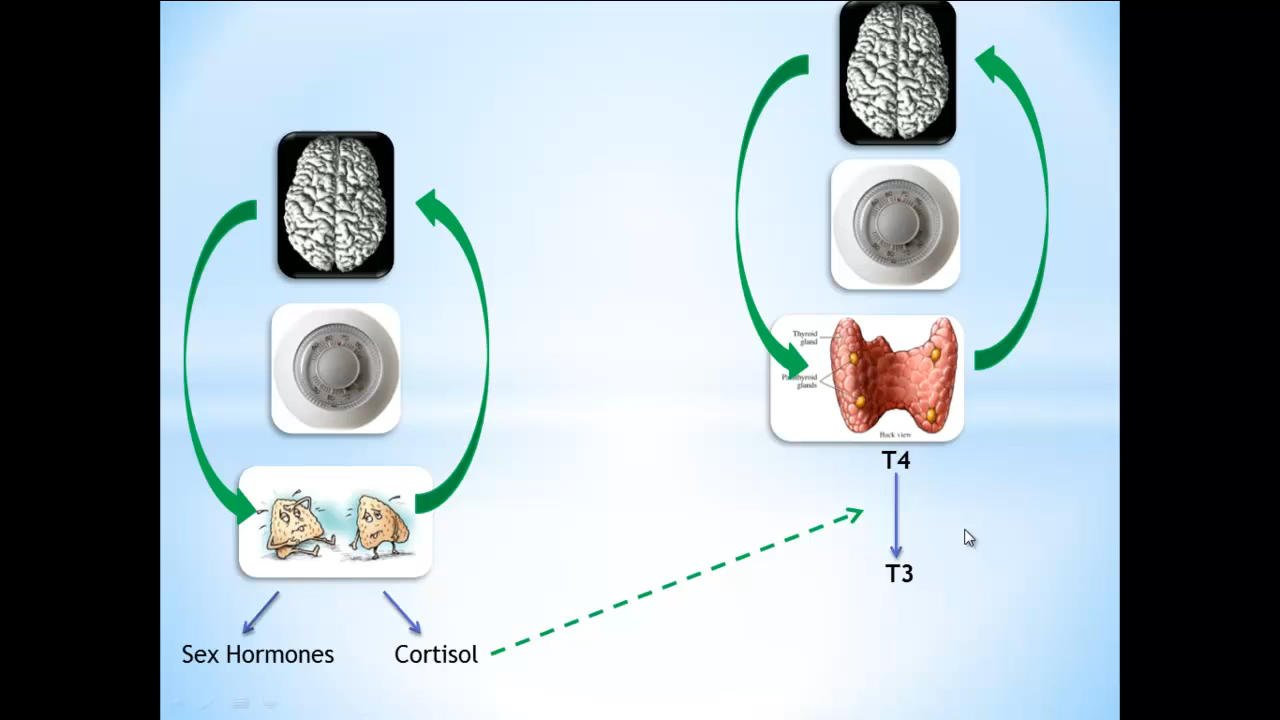 Thyroid
gland
Parathyroid
glands
Back view
T4
T3
Sex Hormones
Cortisol